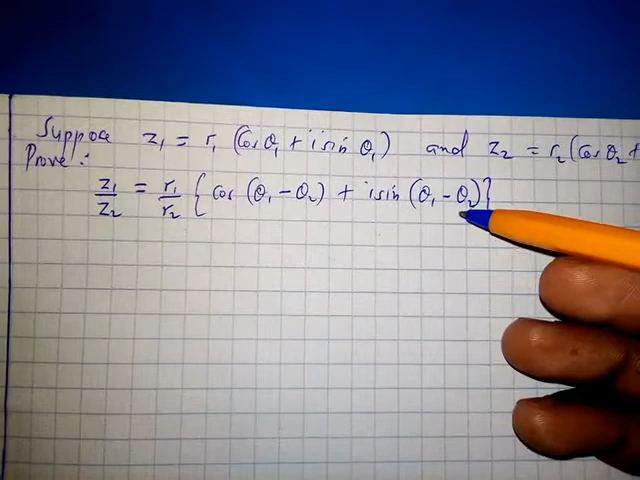 Suppose z₁ = r₁ (Cos θ₁ + i sin θ₁) and z₂ = r₂ (Cos θ₂ +
Prove :
z₁/z₂ = r₁/r₂ { cos (θ₁ - θ₂) + i sin (θ₁ - θ₂)}